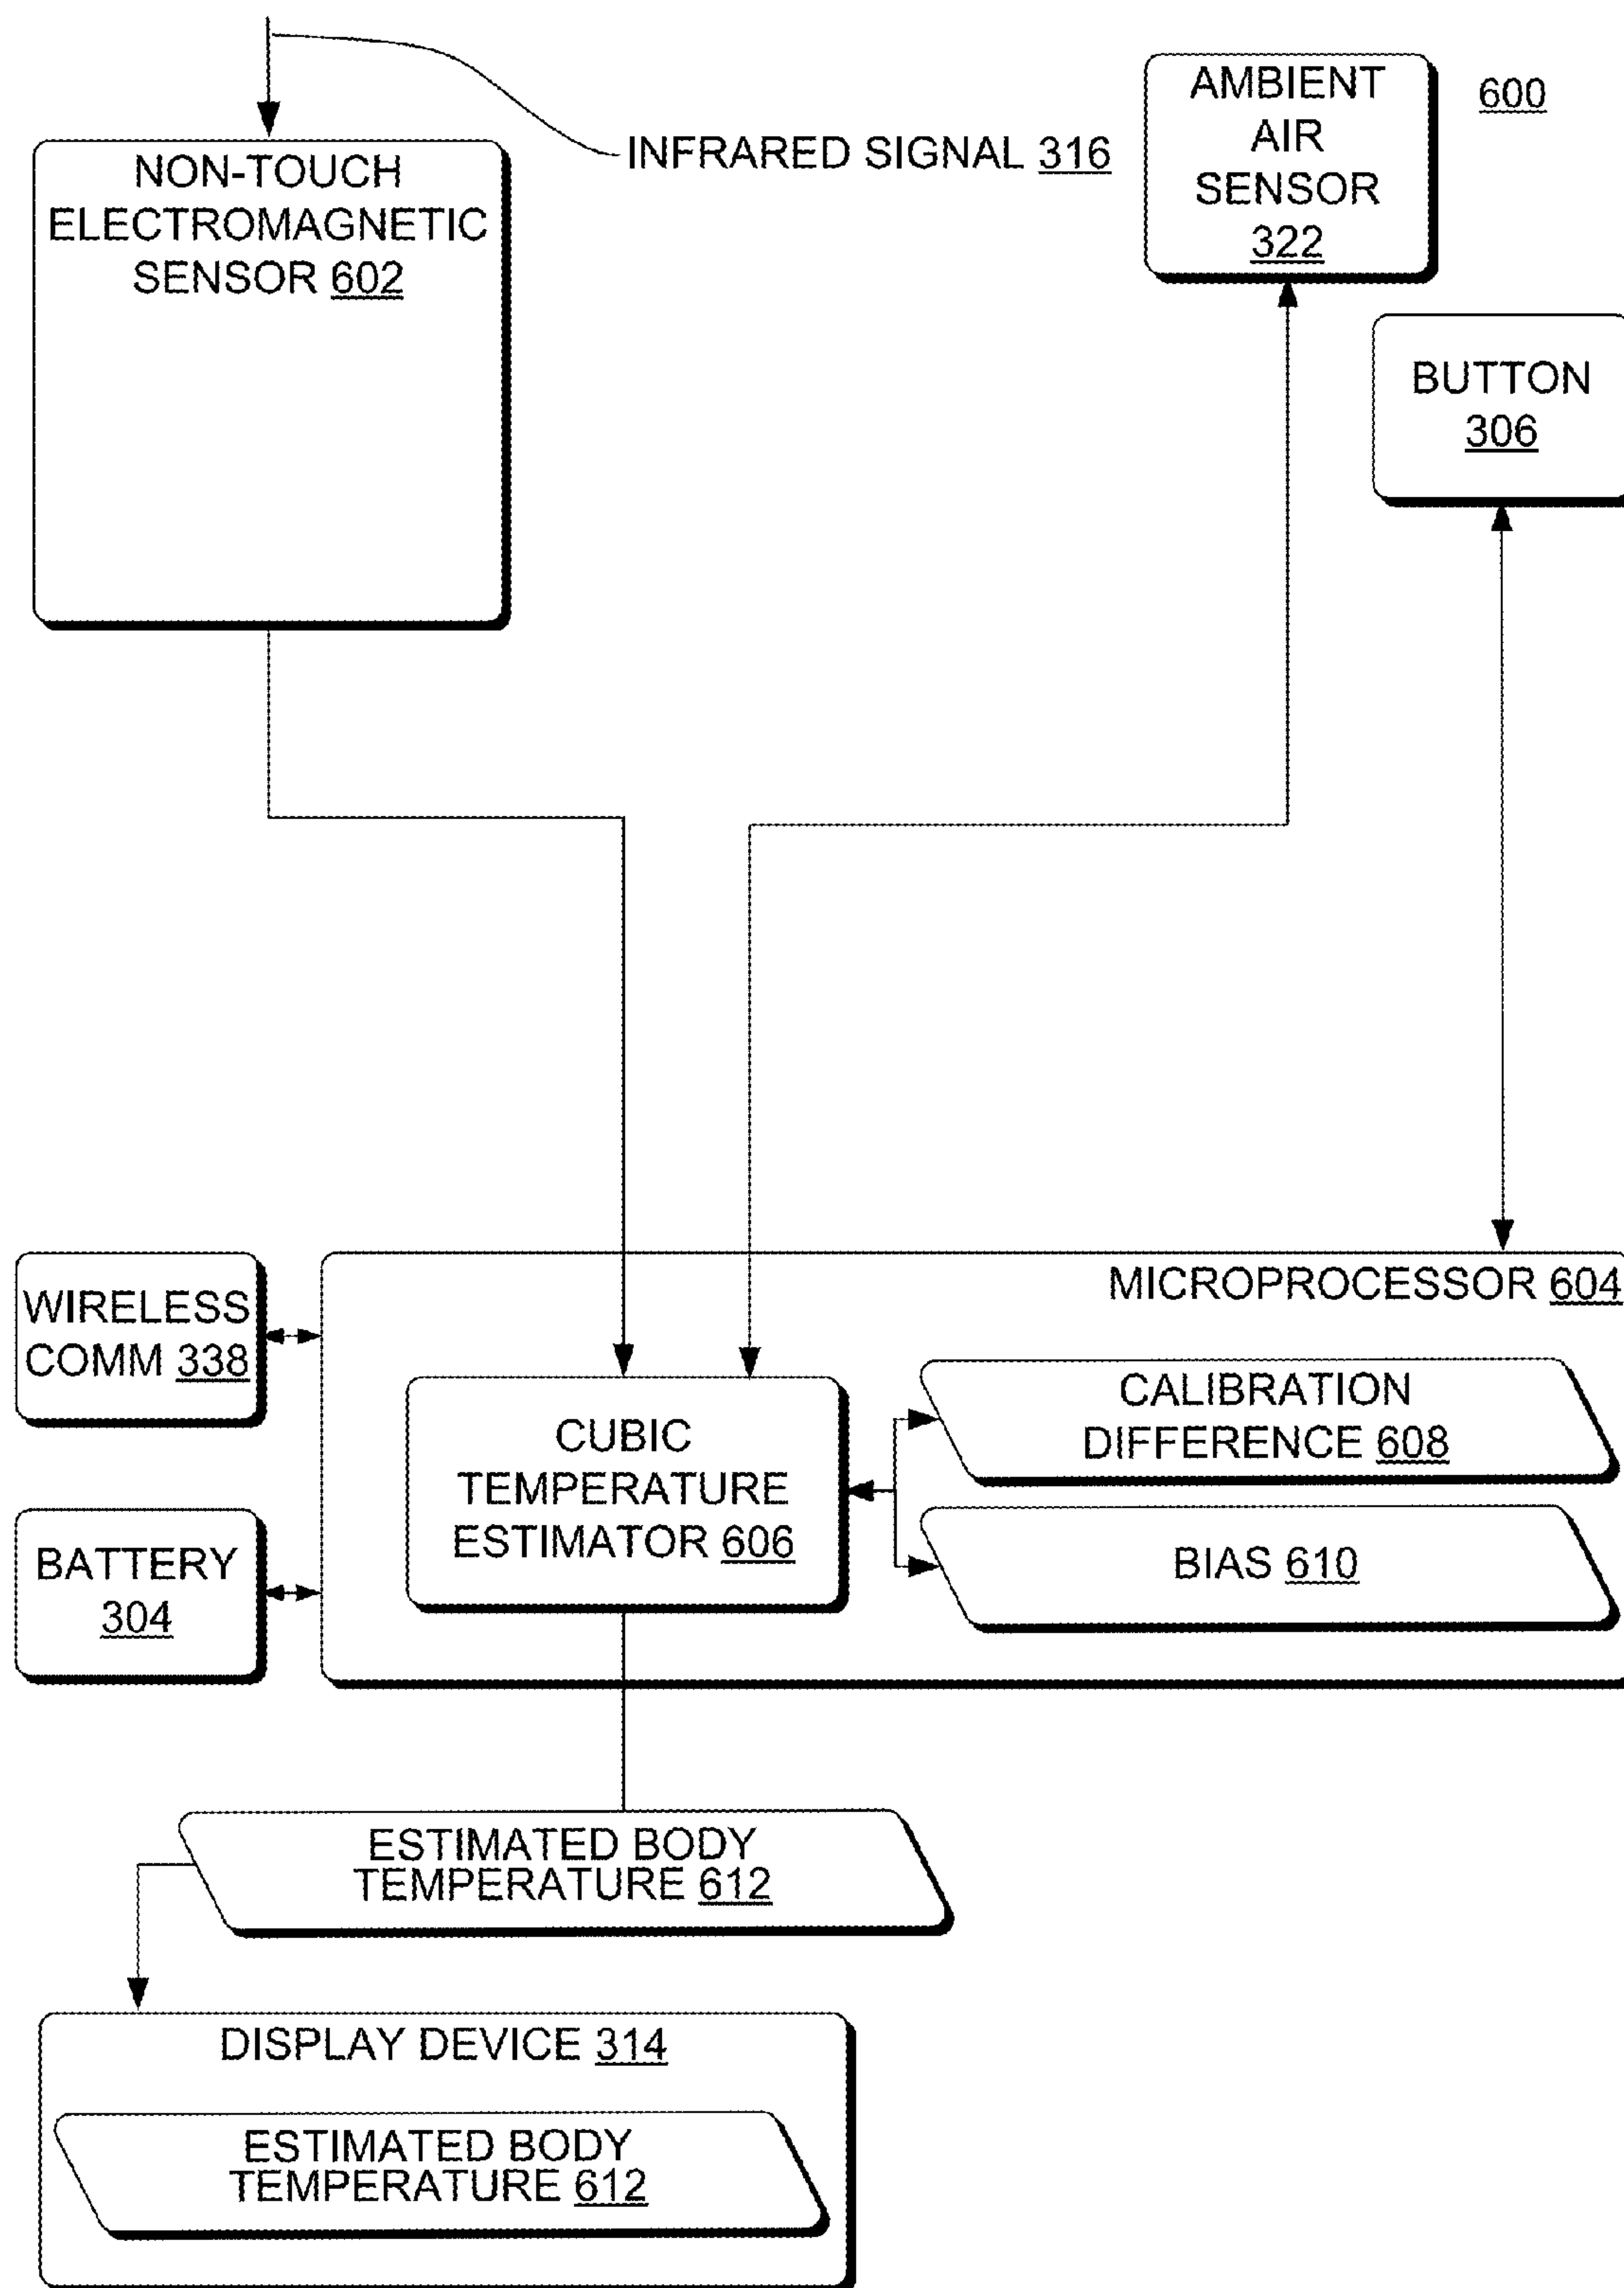 INFRARED SIGNAL 316
NON-TOUCH
ELECTROMAGNETIC
SENSOR 602
AMBIENT
AIR
SENSOR
322
600
BUTTON
306
MICROPROCESSOR 604
WIRELESS
COMM 338
CUBIC
TEMPERATURE
ESTIMATOR 606
CALIBRATION
DIFFERENCE 608
BIAS 610
BATTERY
304
ESTIMATED BODY
TEMPERATURE 612
DISPLAY DEVICE 314
ESTIMATED BODY
TEMPERATURE 612